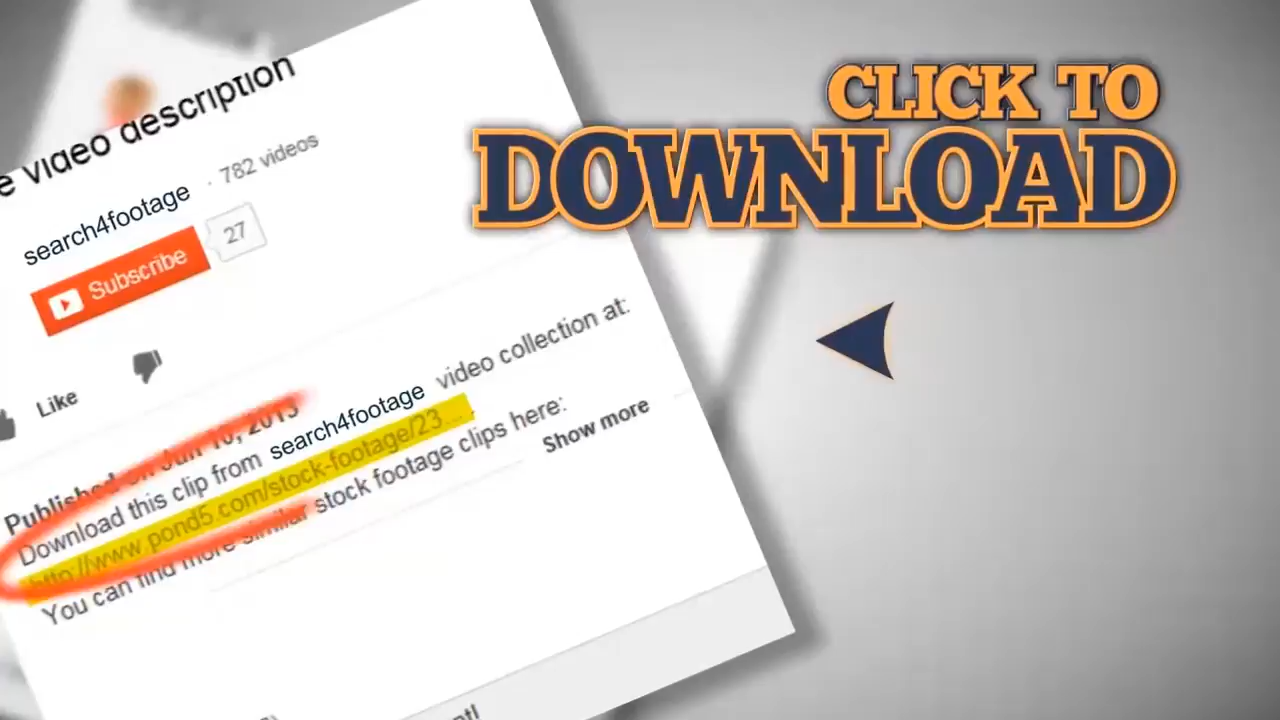 e video description
search4footage · 782 videos
Subscribe 27
Like
Published on Jun 10, 2013
Download this clip from search4footage video collection at:
http://www.pond5.com/stock-footage/23...
You can find more similar stock footage clips here:
Show more
CLICK TO
DOWNLOAD